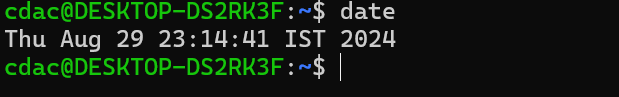 cdac@DESKTOP-DS2RK3F:~$ date
Thu Aug 29 23:14:41 IST 2024
cdac@DESKTOP-DS2RK3F:~$